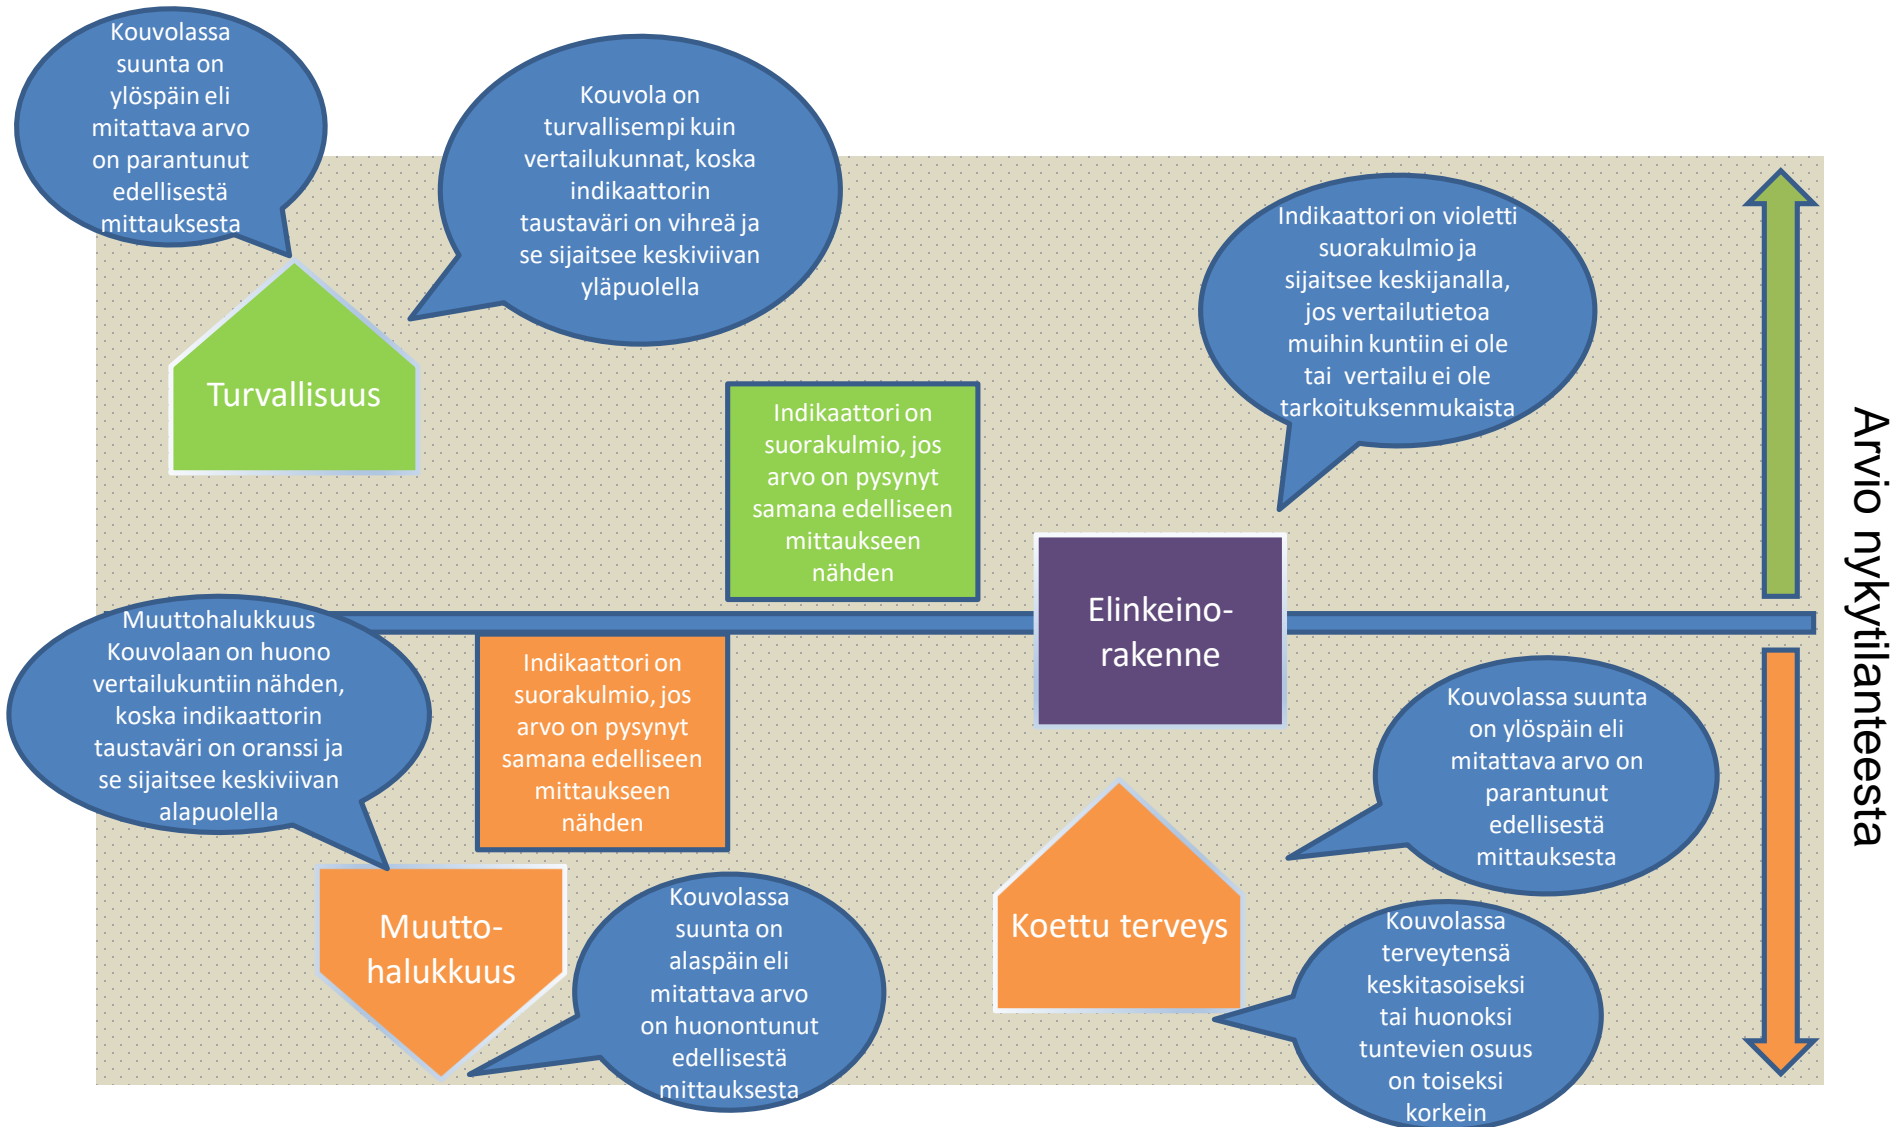 Kouvolassa
suunta on
ylöspäin eli
mitattava arvo
on parantunut
edellisestä
mittauksesta
Kouvola on
turvallisempi kuin
vertailukunnat, koska
indikaattorin
taustaväri on vihreä ja
se sijaitsee keskiviivan
yläpuolella
Indikaattori on violetti
suorakulmio ja
sijaitsee keskijanalla,
jos vertailutietoa
muihin kuntiin ei ole
tai vertailu ei ole
tarkoituksenmukaista
Turvallisuus
Indikaattori on
suorakulmio, jos
arvo on pysynyt
samana edelliseen
mittaukseen
nähden
Arvio nykytilanteesta
Elinkeino-
rakenne
Muuttohalukkuus
Kouvolaan on huono
vertailukuntiin nähden,
koska indikaattorin
taustaväri on oranssi ja
se sijaitsee keskiviivan
alapuolella
Indikaattori on
suorakulmio, jos
arvo on pysynyt
samana edelliseen
mittaukseen
nähden
Kouvolassa suunta
on ylöspäin eli
mitattava arvo on
parantunut
edellisestä
mittauksesta
Muutto-
halukkuus
Kouvolassa
suunta on
alaspäin eli
mitattava arvo
on huonontunut
edellisestä
mittauksesta
Koettu terveys
Kouvolassa
terveytensä
keskitasoiseksi
tai huonoksi
tuntevien osuus
on toiseksi
korkein